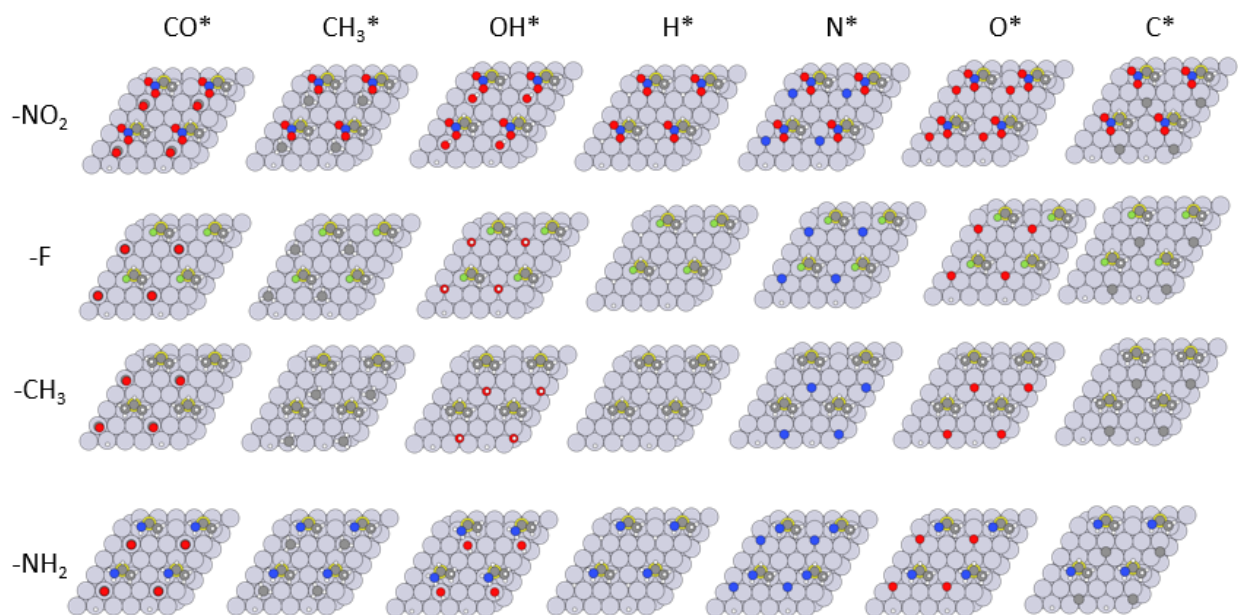 CO* CH₃* OH* H* N* O* C*
-NO₂
-F
-CH₃
-NH₂